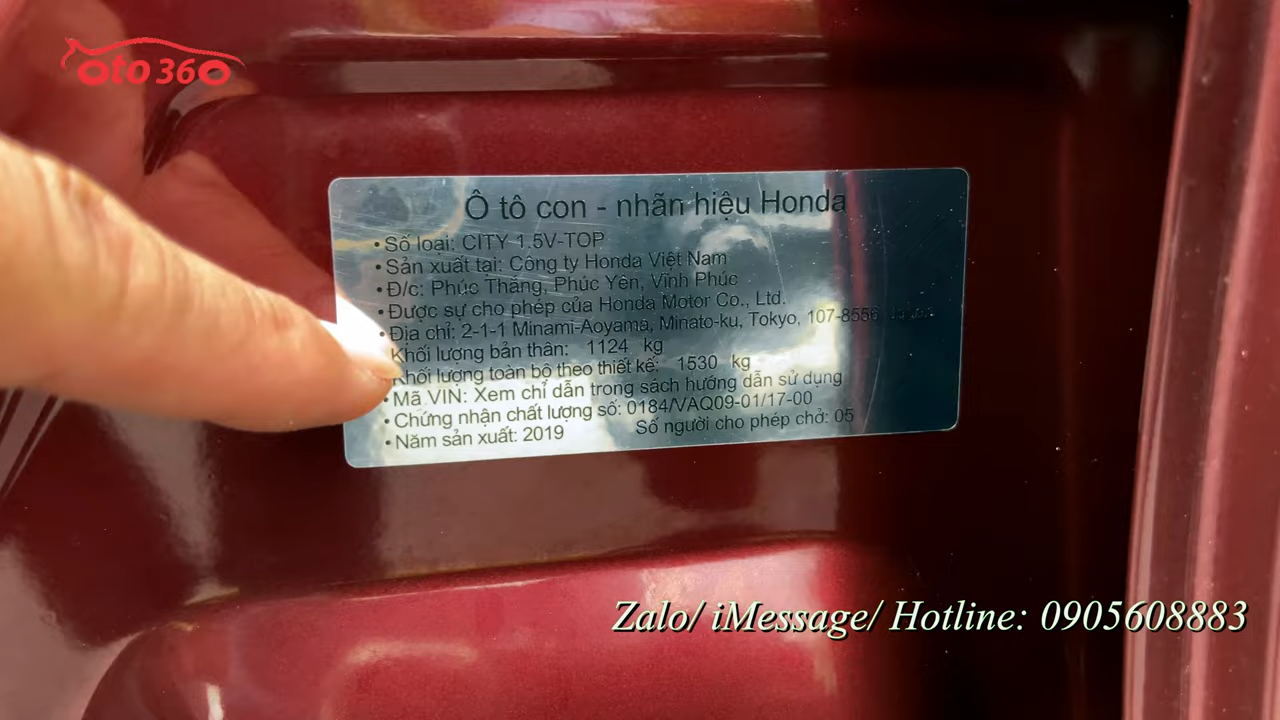 oto360
Ô tô con - nhãn hiệu Honda
• Số loại: CITY 1.5V-TOP
• Sản xuất tại: Công ty Honda Việt Nam
• Đ/c: Phúc Thắng, Phúc Yên, Vĩnh Phúc
• Được sự cho phép của Honda Motor Co., Ltd.
• Địa chỉ: 2-1-1 Minami-Aoyama, Minato-ku, Tokyo, 107-8556 Japan
Khối lượng bản thân: 1124 kg
Khối lượng toàn bộ theo thiết kế: 1530 kg
• Mã VIN: Xem chỉ dẫn trong sách hướng dẫn sử dụng
• Chứng nhận chất lượng số: 0184/VAQ09-01/17-00
• Năm sản xuất: 2019 Số người cho phép chở: 05
Zalo/ iMessage/ Hotline: 0905608883